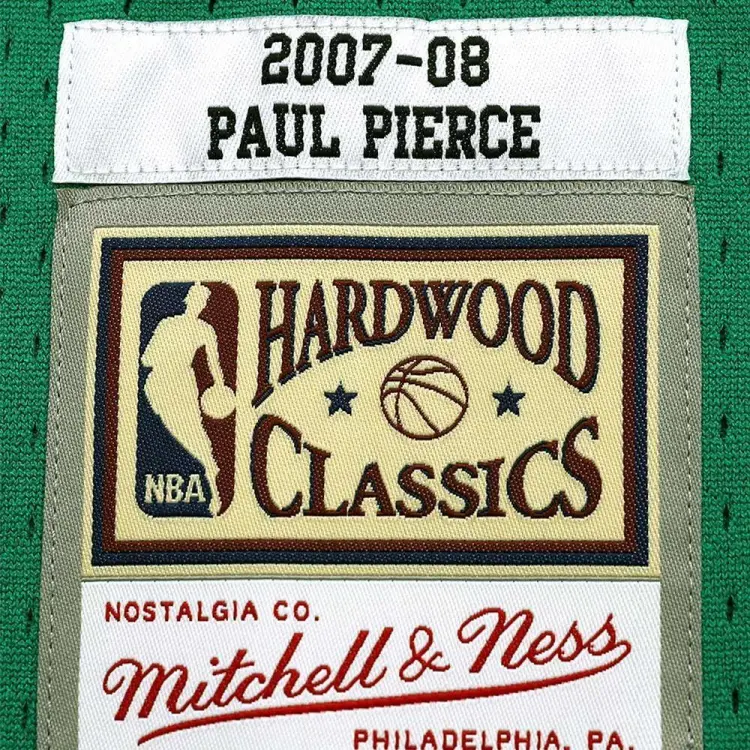 2007-08
PAUL PIERCE
HARDWOOD
CLASSICS
NBA
NOSTALGIA CO.
Mitchell & Ness
PHILADELPHIA, PA.